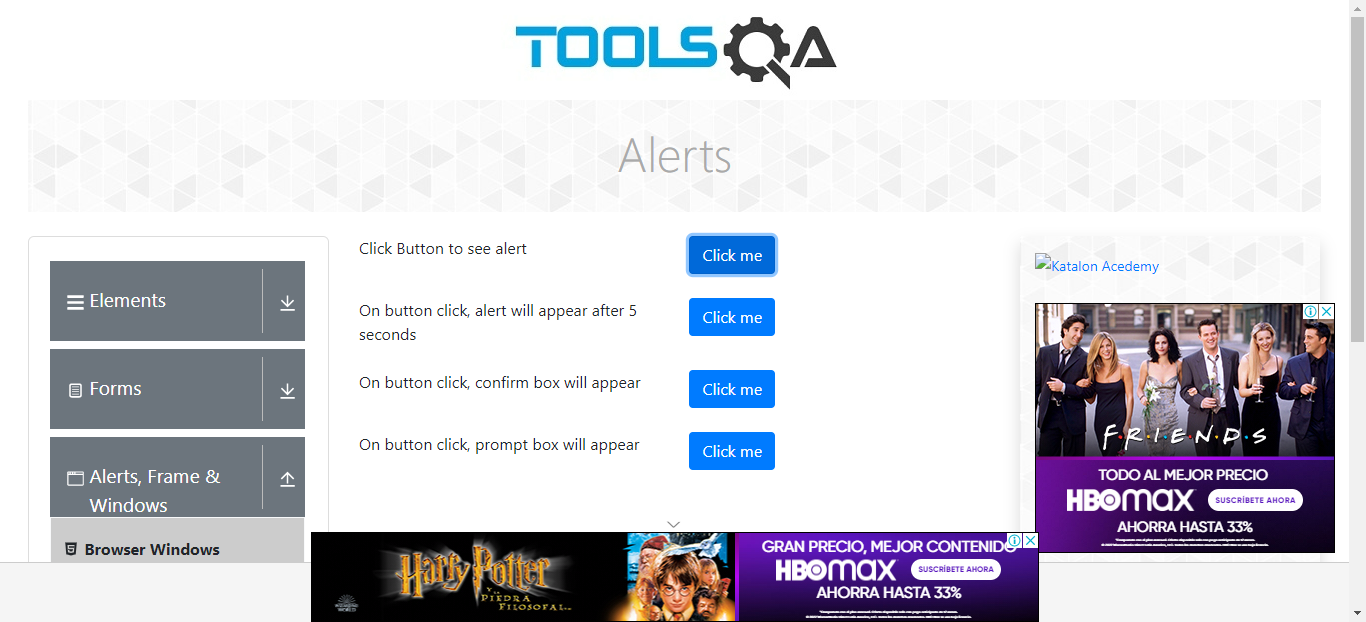 TOOLSQA
Alerts
Elements
Forms
Alerts, Frame &
Windows
Browser Windows
Click Button to see alert
Click me
On button click, alert will appear after 5
seconds
Click me
On button click, confirm box will appear
Click me
On button click, prompt box will appear
Click me
Katalon Acedemy
F·R·I·E·N·D·S
TODO AL MEJOR PRECIO
HBOMAX
SUSCRÍBETE AHORA
AHORRA HASTA 33%
Harry Potter
Y LA
PIEDRA
FILOSOFAL
GRAN PRECIO, MEJOR CONTENIDO
HBOMAX
SUSCRÍBETE AHORA
AHORRA HASTA 33%